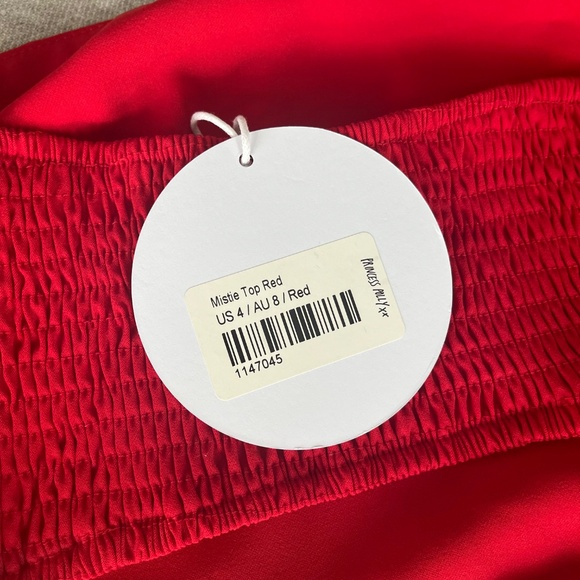 Mistie Top Red
US 4 / AU 8 / Red
1147045
PRINCESS POLLY xx